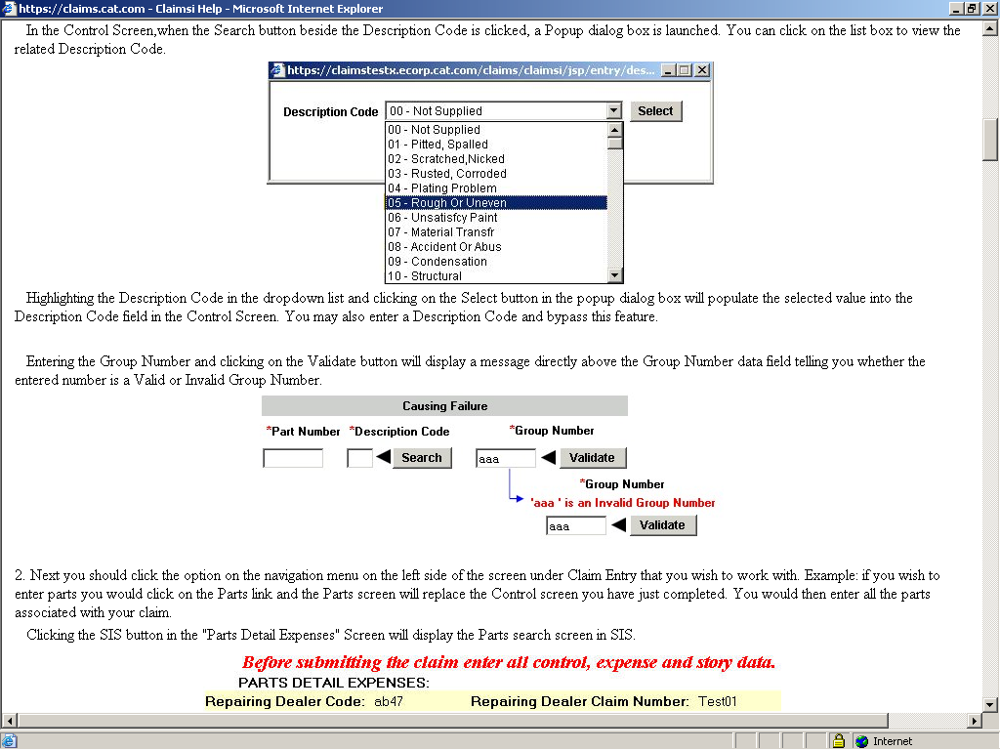 https://claims.cat.com - Claimsi Help - Microsoft Internet Explorer
In the Control Screen,when the Search button beside the Description Code is clicked, a Popup dialog box is launched. You can click on the list box to view the
related Description Code.
https://claimstestx.ecorp.cat.com/claims/claimsi/jsp/entry/des...
Description Code 00 - Not Supplied Select
00 - Not Supplied
01 - Pitted, Spalled
02 - Scratched,Nicked
03 - Rusted, Corroded
04 - Plating Problem
05 - Rough Or Uneven
06 - Unsatisfcy Paint
07 - Material Transfr
08 - Accident Or Abus
09 - Condensation
10 - Structural
Highlighting the Description Code in the dropdown list and clicking on the Select button in the popup dialog box will populate the selected value into the
Description Code field in the Control Screen. You may also enter a Description Code and bypass this feature.
Entering the Group Number and clicking on the Validate button will display a message directly above the Group Number data field telling you whether the
entered number is a Valid or Invalid Group Number.
Causing Failure
*Part Number *Description Code *Group Number
Search aaa Validate
*Group Number
'aaa ' is an Invalid Group Number
aaa Validate
2. Next you should click the option on the navigation menu on the left side of the screen under Claim Entry that you wish to work with. Example: if you wish to
enter parts you would click on the Parts link and the Parts screen will replace the Control screen you have just completed. You would then enter all the parts
associated with your claim.
Clicking the SIS button in the "Parts Detail Expenses" Screen will display the Parts search screen in SIS.
Before submitting the claim enter all control, expense and story data.
PARTS DETAIL EXPENSES:
Repairing Dealer Code: ab47 Repairing Dealer Claim Number: Test01
Internet